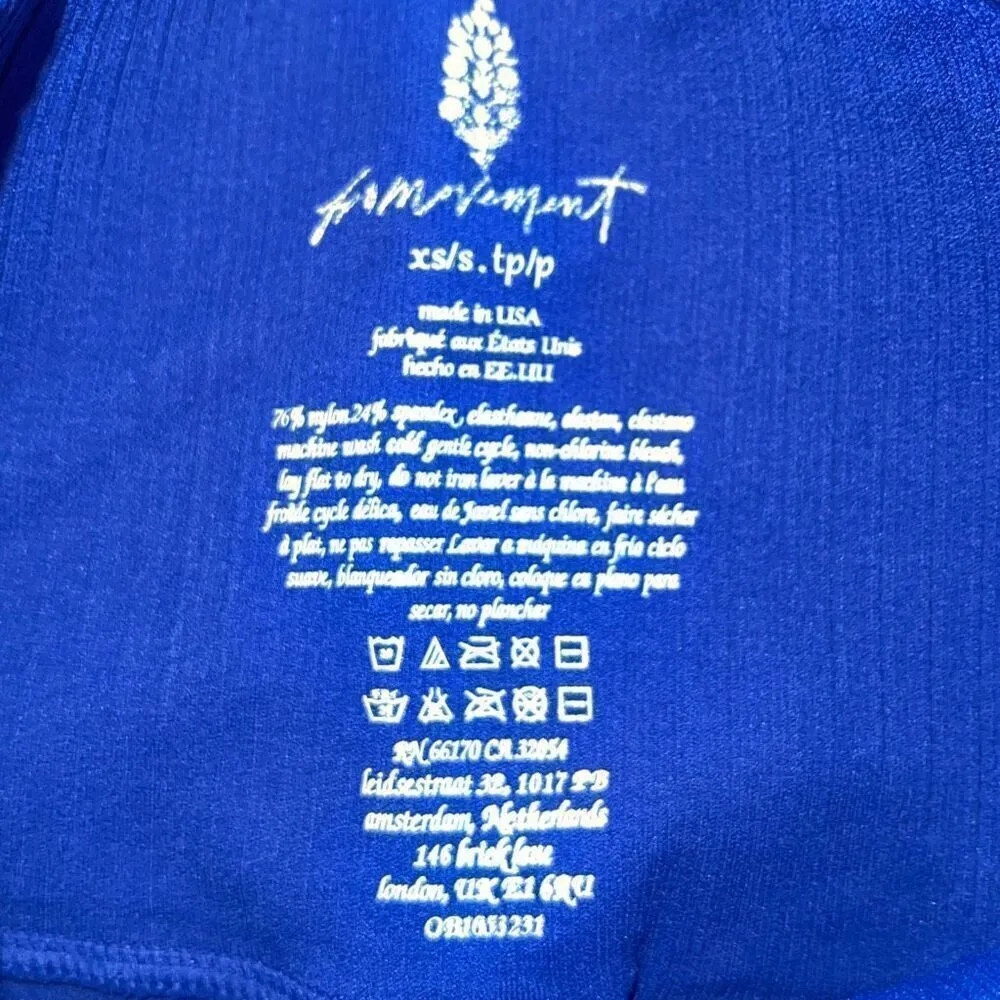 fp movement
xs/s.tp/p
made in USA
fabriqué aux États Unis
hecho en EE.UU
76% nylon 24% spandex, elasthanne, elastan, elastano
machine wash cold gentle cycle, non-chlorine bleach,
lay flat to dry, do not iron laver à la machine à l'eau
froide cycle délica, eau de Javel sans chlore, faire sécher
à plat, ne pas repasser Lavar a máquina en fria ciclo
suave, blanqueador sin cloro, coloque en plano para
secar, no planchar
RN 66170 CA 32054
leidsestraat 32, 1017 PB
amsterdam, Netherlands
146 brick lane
london, UK E1 6RU
OB1653231